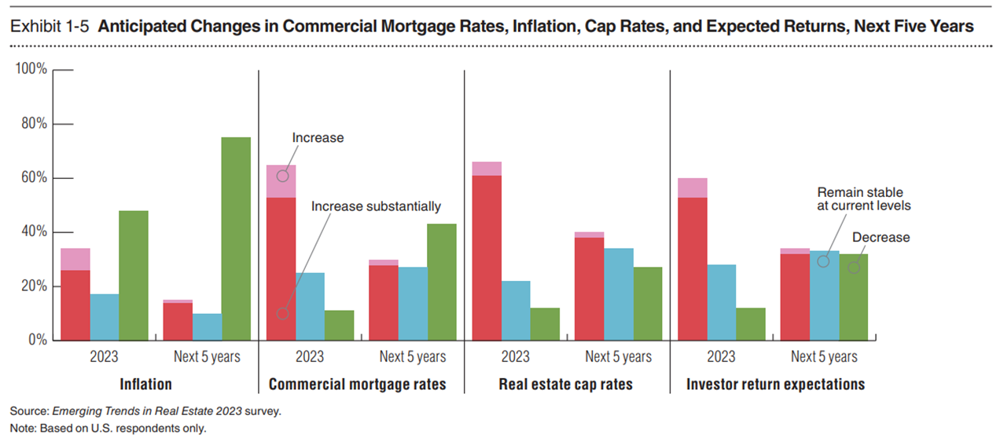 Exhibit 1-5 Anticipated Changes in Commercial Mortgage Rates, Inflation, Cap Rates, and Expected Returns, Next Five Years
100%
80%
60%
40%
20%
0%
Increase
Increase substantially
Remain stable
at current levels
Decrease
2023
Next 5 years
2023
Next 5 years
2023
Next 5 years
2023
Next 5 years
Inflation
Commercial mortgage rates
Real estate cap rates
Investor return expectations
Source: Emerging Trends in Real Estate 2023 survey.
Note: Based on U.S. respondents only.